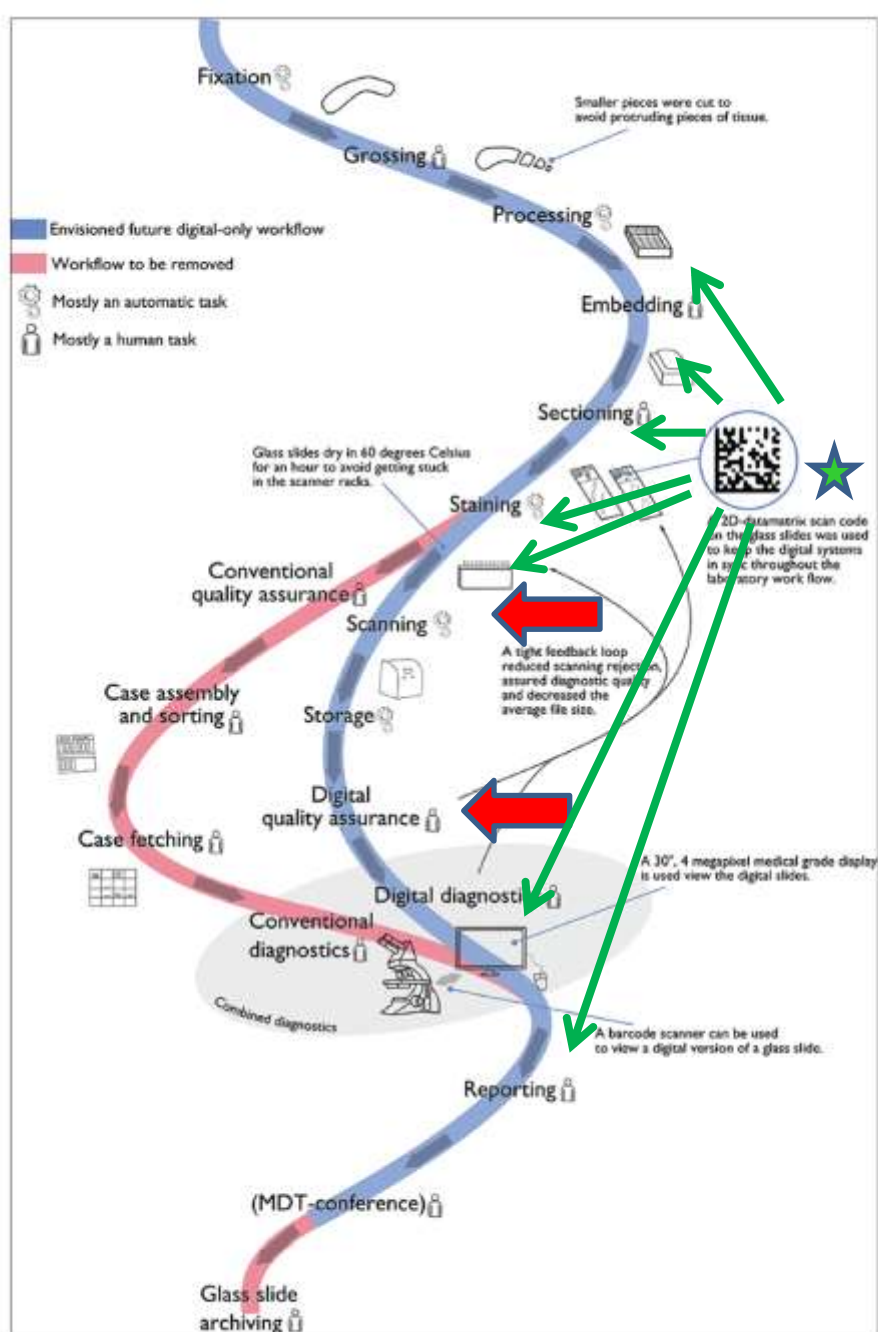 Fixation
Smaller pieces were cut to
avoid protruding pieces of tissue.
Grossing
Processing
Envisioned future digital-only workflow
Workflow to be removed
Mostly an automatic task
Mostly a human task
Embedding
Sectioning
Glass slides dry in 60 degrees Celsius
for an hour to avoid getting stuck
in the scanner racks.
Staining
A 2D-datamatrix scan code
on the glass slides was used
to keep the digital systems
in sync throughout the
laboratory work flow.
Conventional
quality assurance
Scanning
A tight feedback loop
reduced scanning rejection,
assured diagnostic quality
and decreased the
average file size.
Case assembly
and sorting
Storage
Digital
quality assurance
Case fetching
A 30", 4 megapixel medical grade display
is used view the digital slides.
Digital diagnosti
Conventional
diagnostics
Combined diagnostics
A barcode scanner can be used
to view a digital version of a glass slide.
Reporting
(MDT-conference)
Glass slide
archiving